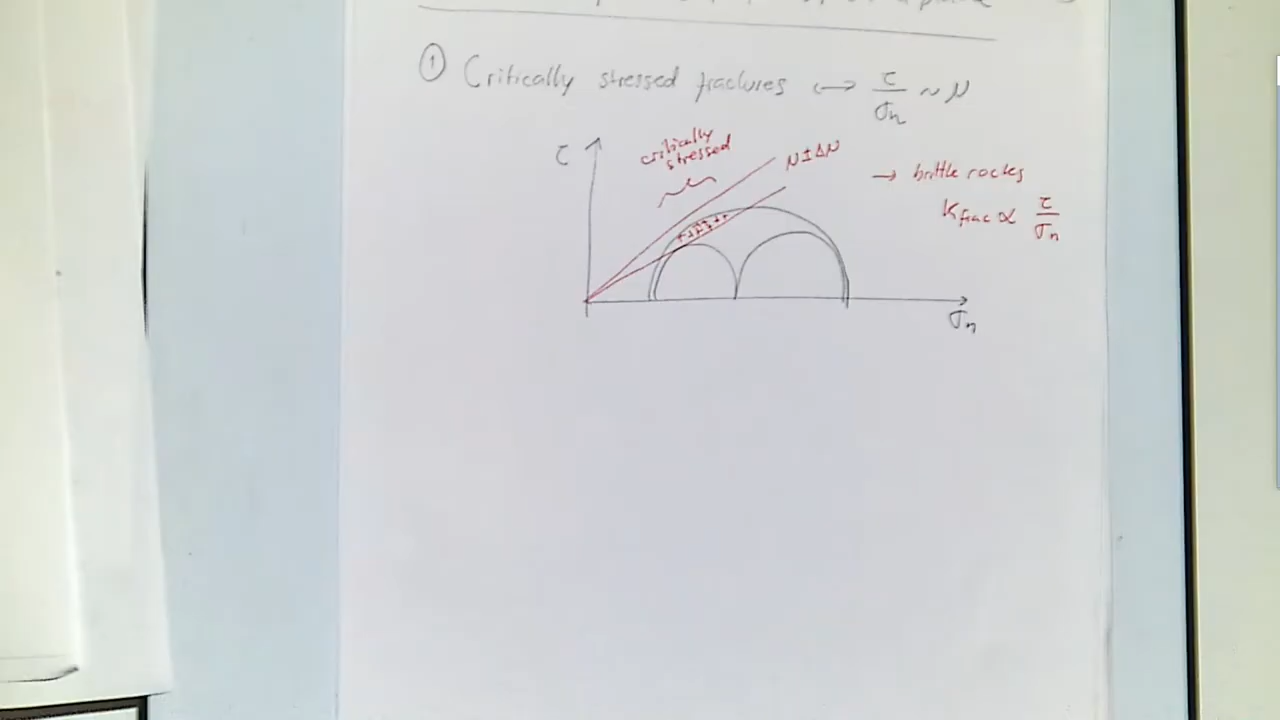 ① Critically stressed fractures ⟷ τ/σn ~ μ
τ
critically
stressed
μ ± Δμ
→ brittle rocks
Kfrac ∝ τ/σn
σn